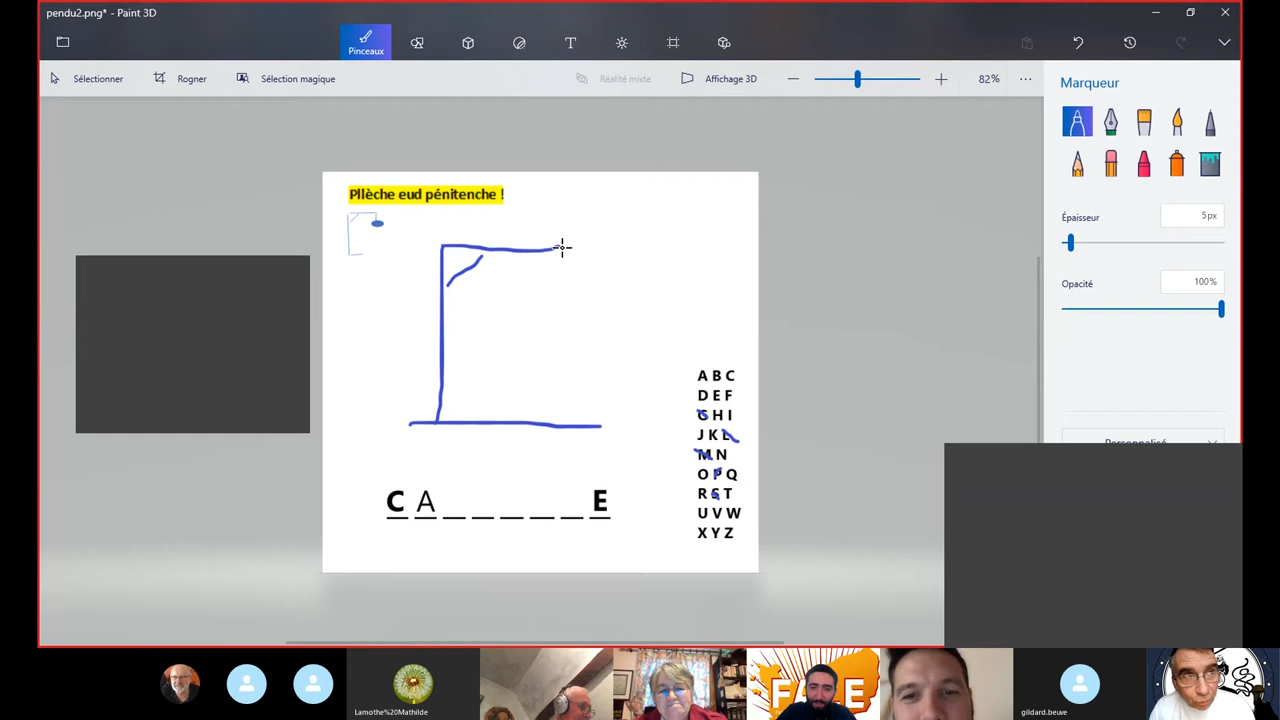 pendu2.png* - Paint 3D
Pinceaux
Sélectionner
Rogner
Sélection magique
Réalité mixte
Affichage 3D
82%
Marqueur
Épaisseur
5px
Opacité
100%
Personnalisé
Pllèche eud pénitenche !
A B C
D E F
G H I
J K L
M N
O P Q
R S T
U V W
X Y Z
C A _ _ _ _ _ E
Lamothe%20Mathilde
gildard.beuve